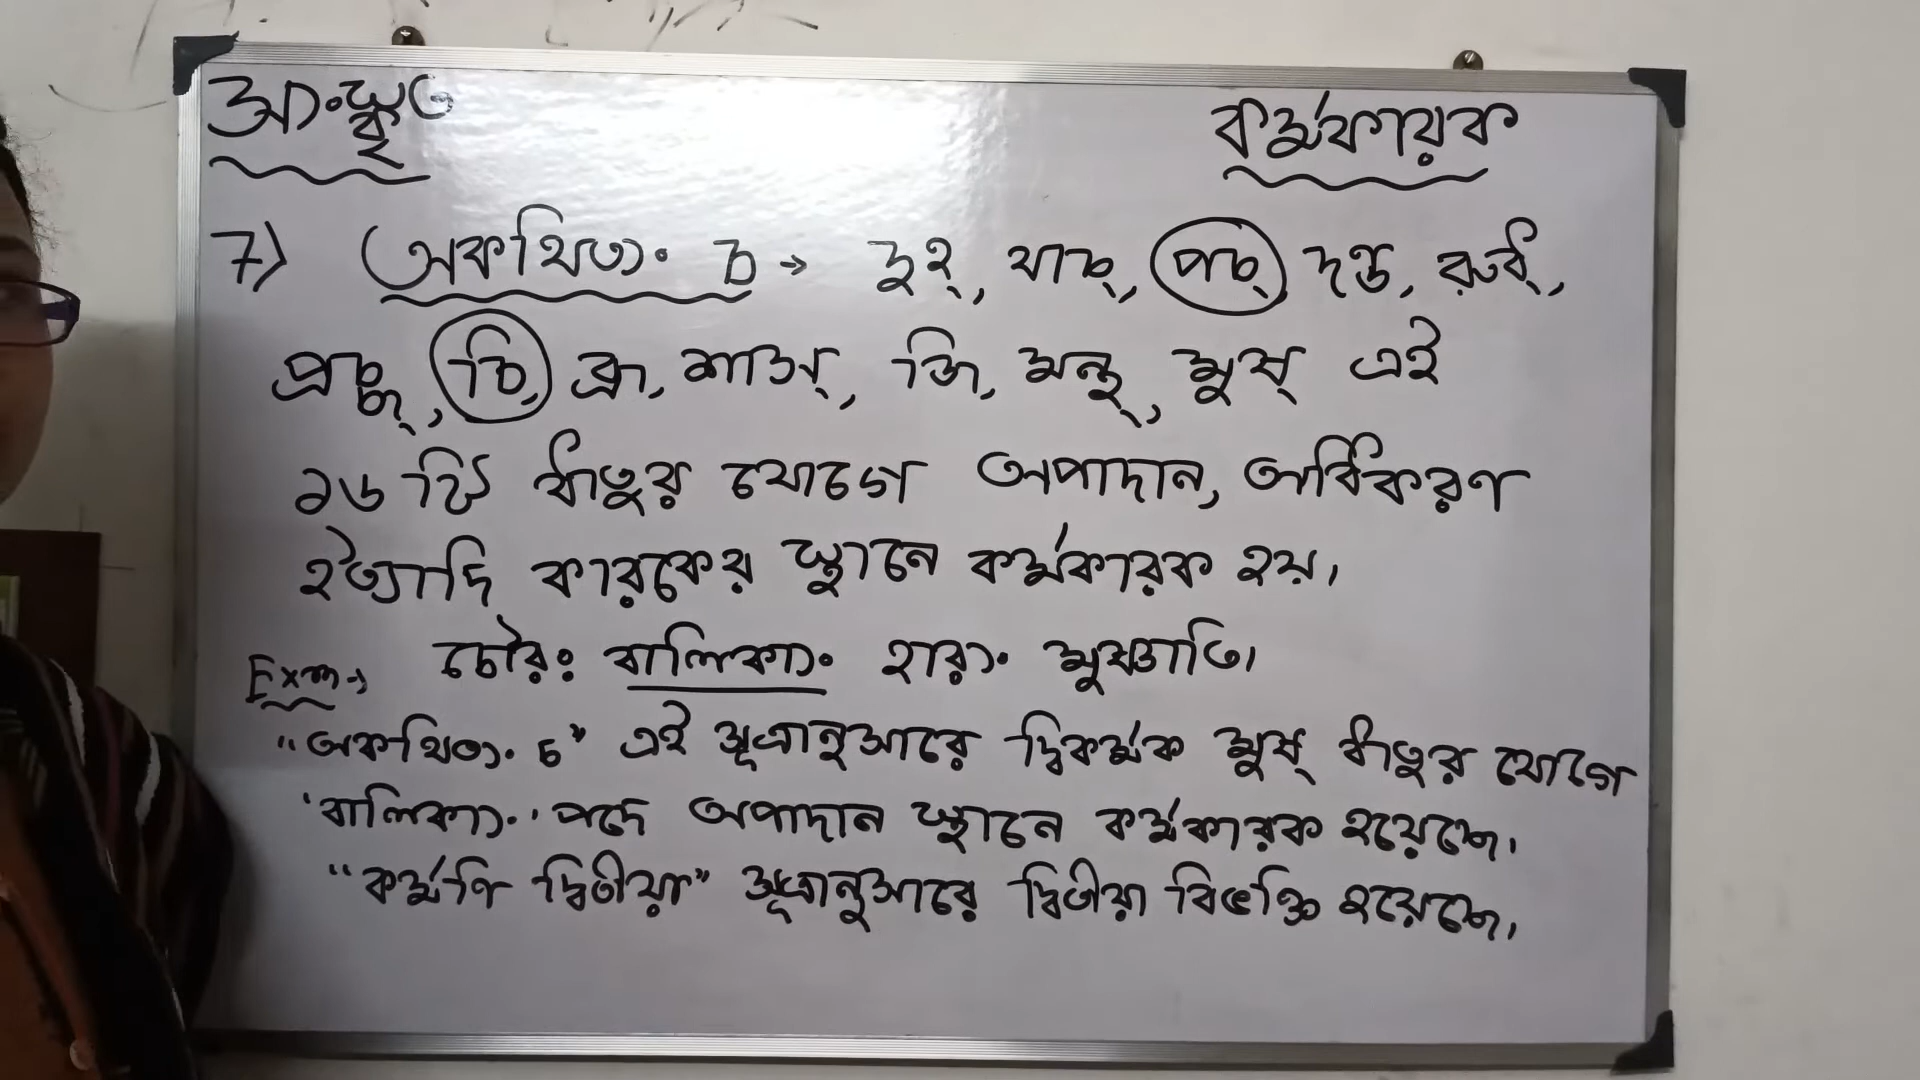 সংস্কৃত
কর্মকারক
7) অকথিতং চ → দুহ্, যাচ্, পচ্, দণ্ড, রুধ্,
প্রচ্ছ্, চি, ব্রূ, শাস্, জি, মন্থ্, মুষ্ এই
১৬ টি ধাতুর যোগে অপাদান, অধিকরণ
ইত্যাদি কারকের স্থানে কর্মকারক হয়।
Exm→ চৌরঃ বালিকাং হারং মুষ্ণাতি।
"অকথিতং চ" এই সূত্রানুসারে দ্বিকর্মক মুষ্ ধাতুর যোগে
'বালিকাং' পদে অপাদান স্থানে কর্মকারক হয়েছে।
"কর্মণি দ্বিতীয়া" সূত্রানুসারে দ্বিতীয়া বিভক্তি হয়েছে।